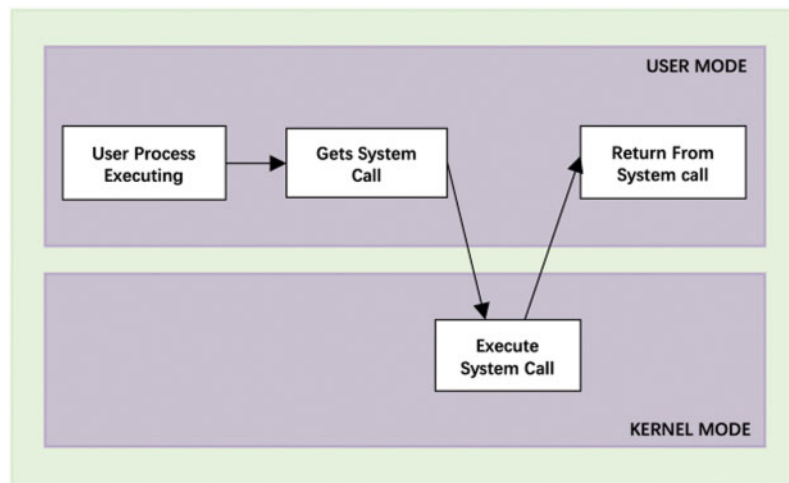 USER MODE
User Process
Executing
Gets System
Call
Return From
System call
Execute
System Call
KERNEL MODE